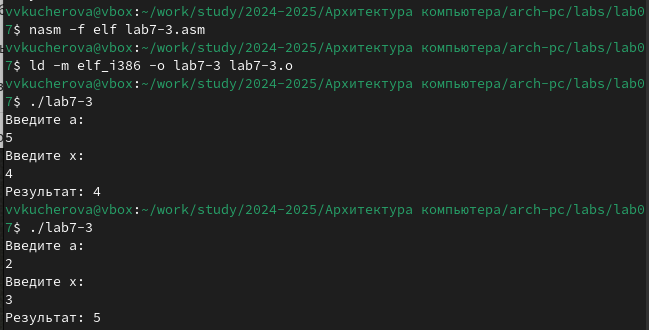 vvkucherova@vbox:~/work/study/2024-2025/Архитектура компьютера/arch-pc/labs/lab0
7$ nasm -f elf lab7-3.asm
vvkucherova@vbox:~/work/study/2024-2025/Архитектура компьютера/arch-pc/labs/lab0
7$ ld -m elf_i386 -o lab7-3 lab7-3.o
vvkucherova@vbox:~/work/study/2024-2025/Архитектура компьютера/arch-pc/labs/lab0
7$ ./lab7-3
Введите a:
5
Введите x:
4
Результат: 4
vvkucherova@vbox:~/work/study/2024-2025/Архитектура компьютера/arch-pc/labs/lab0
7$ ./lab7-3
Введите a:
2
Введите x:
3
Результат: 5